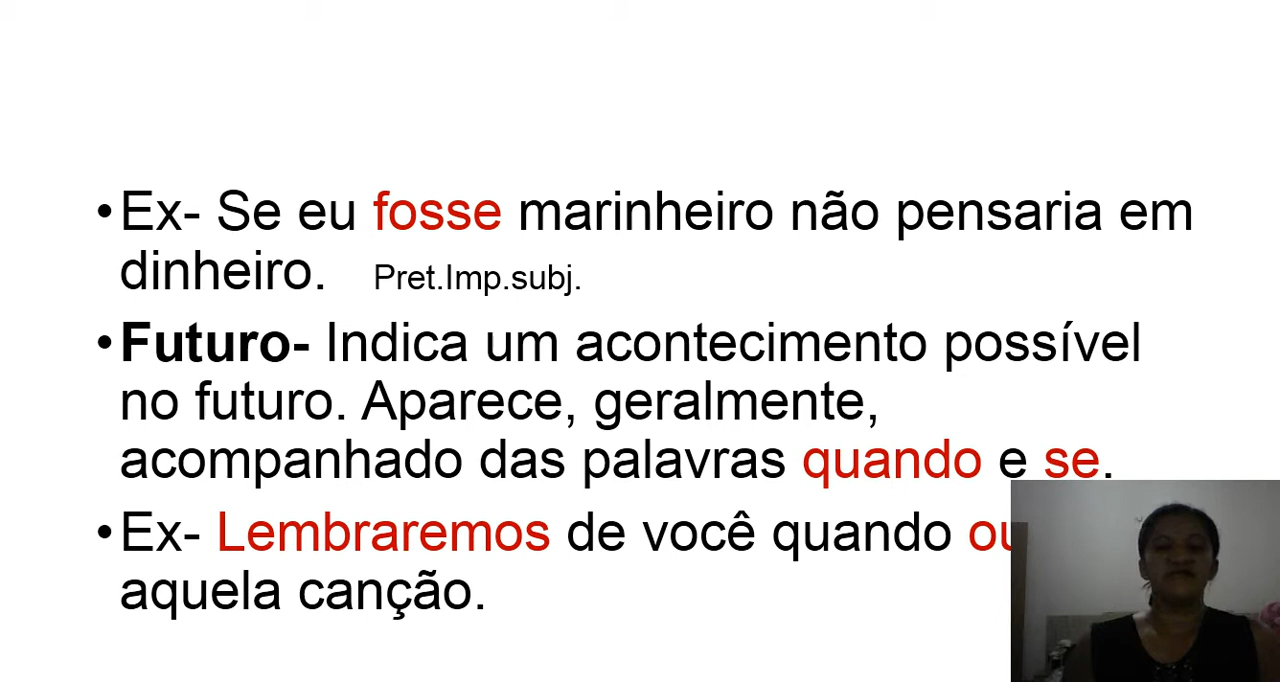 •Ex- Se eu fosse marinheiro não pensaria em
dinheiro. Pret.Imp.subj.
•Futuro- Indica um acontecimento possível
no futuro. Aparece, geralmente,
acompanhado das palavras quando e se.
•Ex- Lembraremos de você quando
aquela canção.